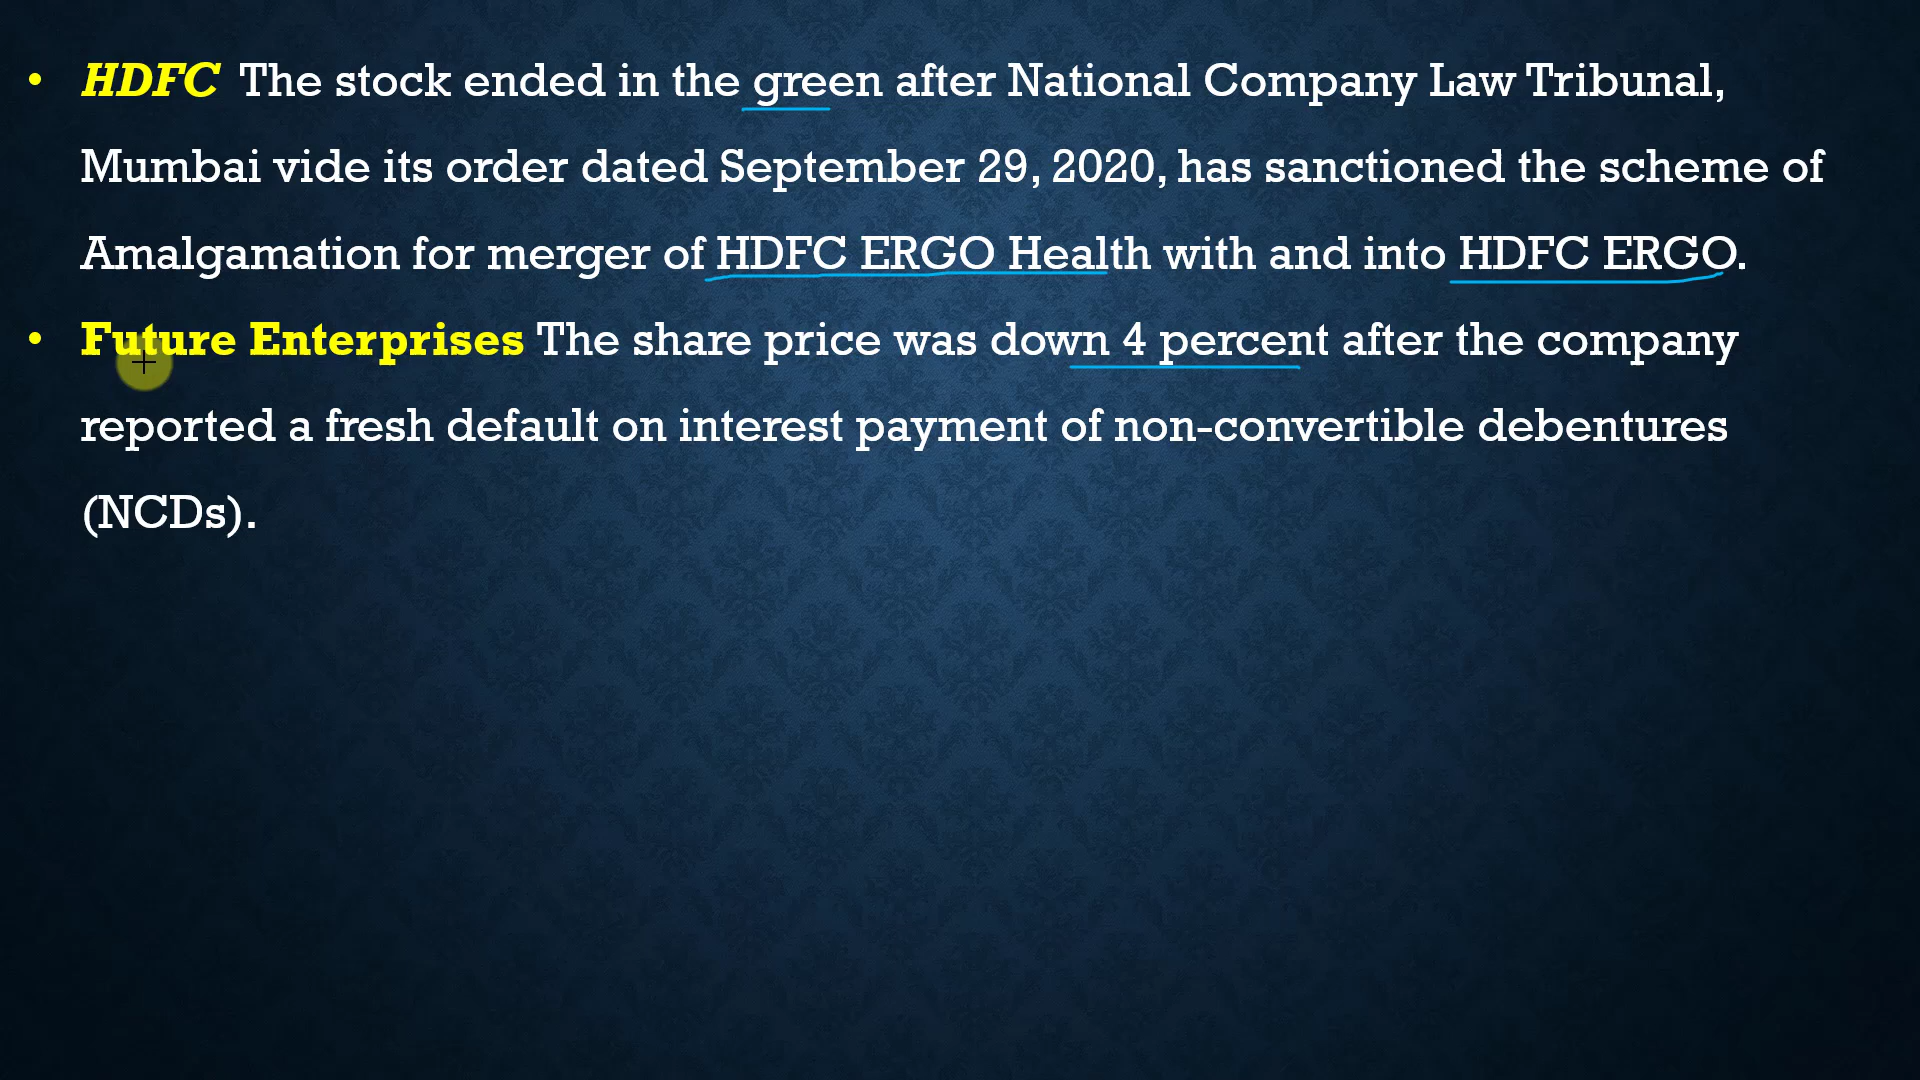 • HDFC The stock ended in the green after National Company Law Tribunal,
Mumbai vide its order dated September 29, 2020, has sanctioned the scheme of
Amalgamation for merger of HDFC ERGO Health with and into HDFC ERGO.
• Future Enterprises The share price was down 4 percent after the company
reported a fresh default on interest payment of non-convertible debentures
(NCDs).